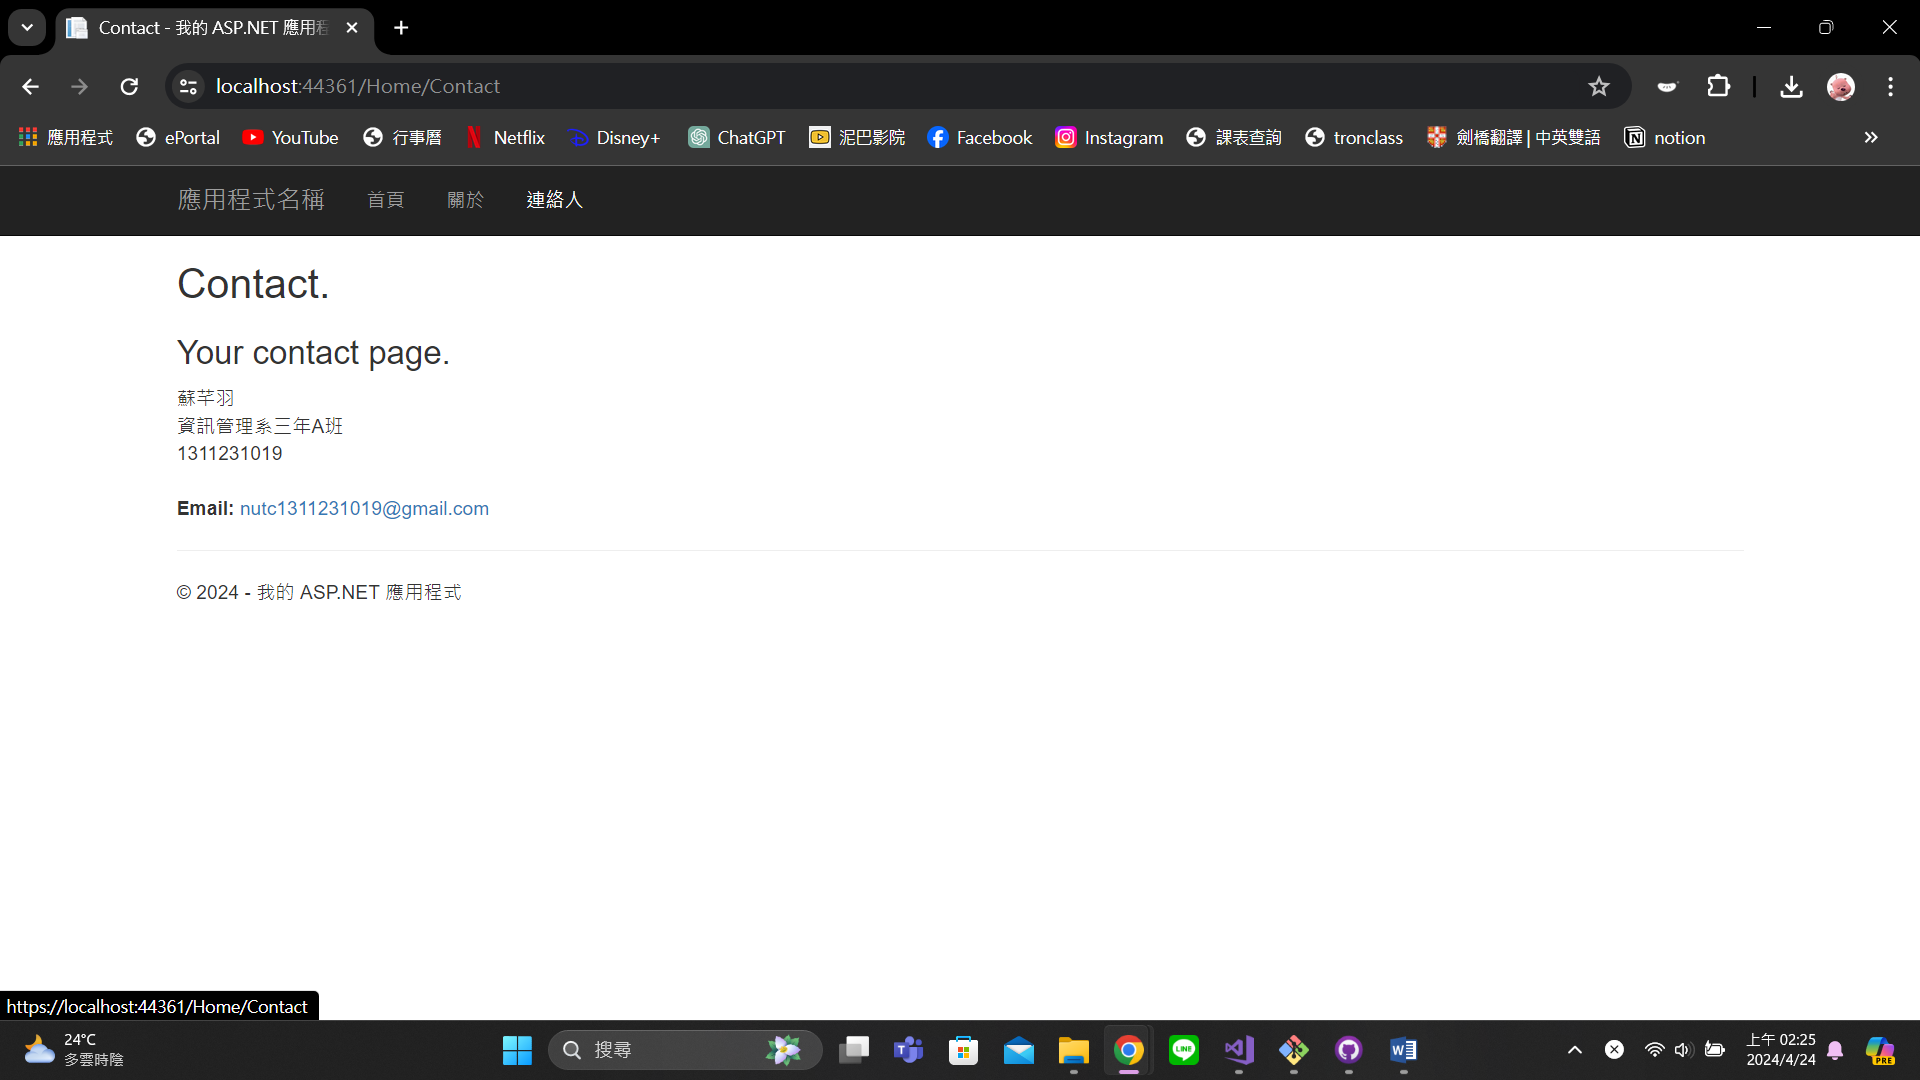 Contact - 我的 ASP.NET 應用程
localhost:44361/Home/Contact
應用程式 ePortal YouTube 行事曆 Netflix Disney+ ChatGPT 泥巴影院 Facebook Instagram 課表查詢 tronclass 劍橋翻譯 | 中英雙語 notion
應用程式名稱 首頁 關於 連絡人
Contact.
Your contact page.
蘇芊羽
資訊管理系三年A班
1311231019
Email: nutc1311231019@gmail.com
© 2024 - 我的 ASP.NET 應用程式
https://localhost:44361/Home/Contact
24°C
多雲時陰
搜尋
LINE
PRE
上午 02:25
2024/4/24